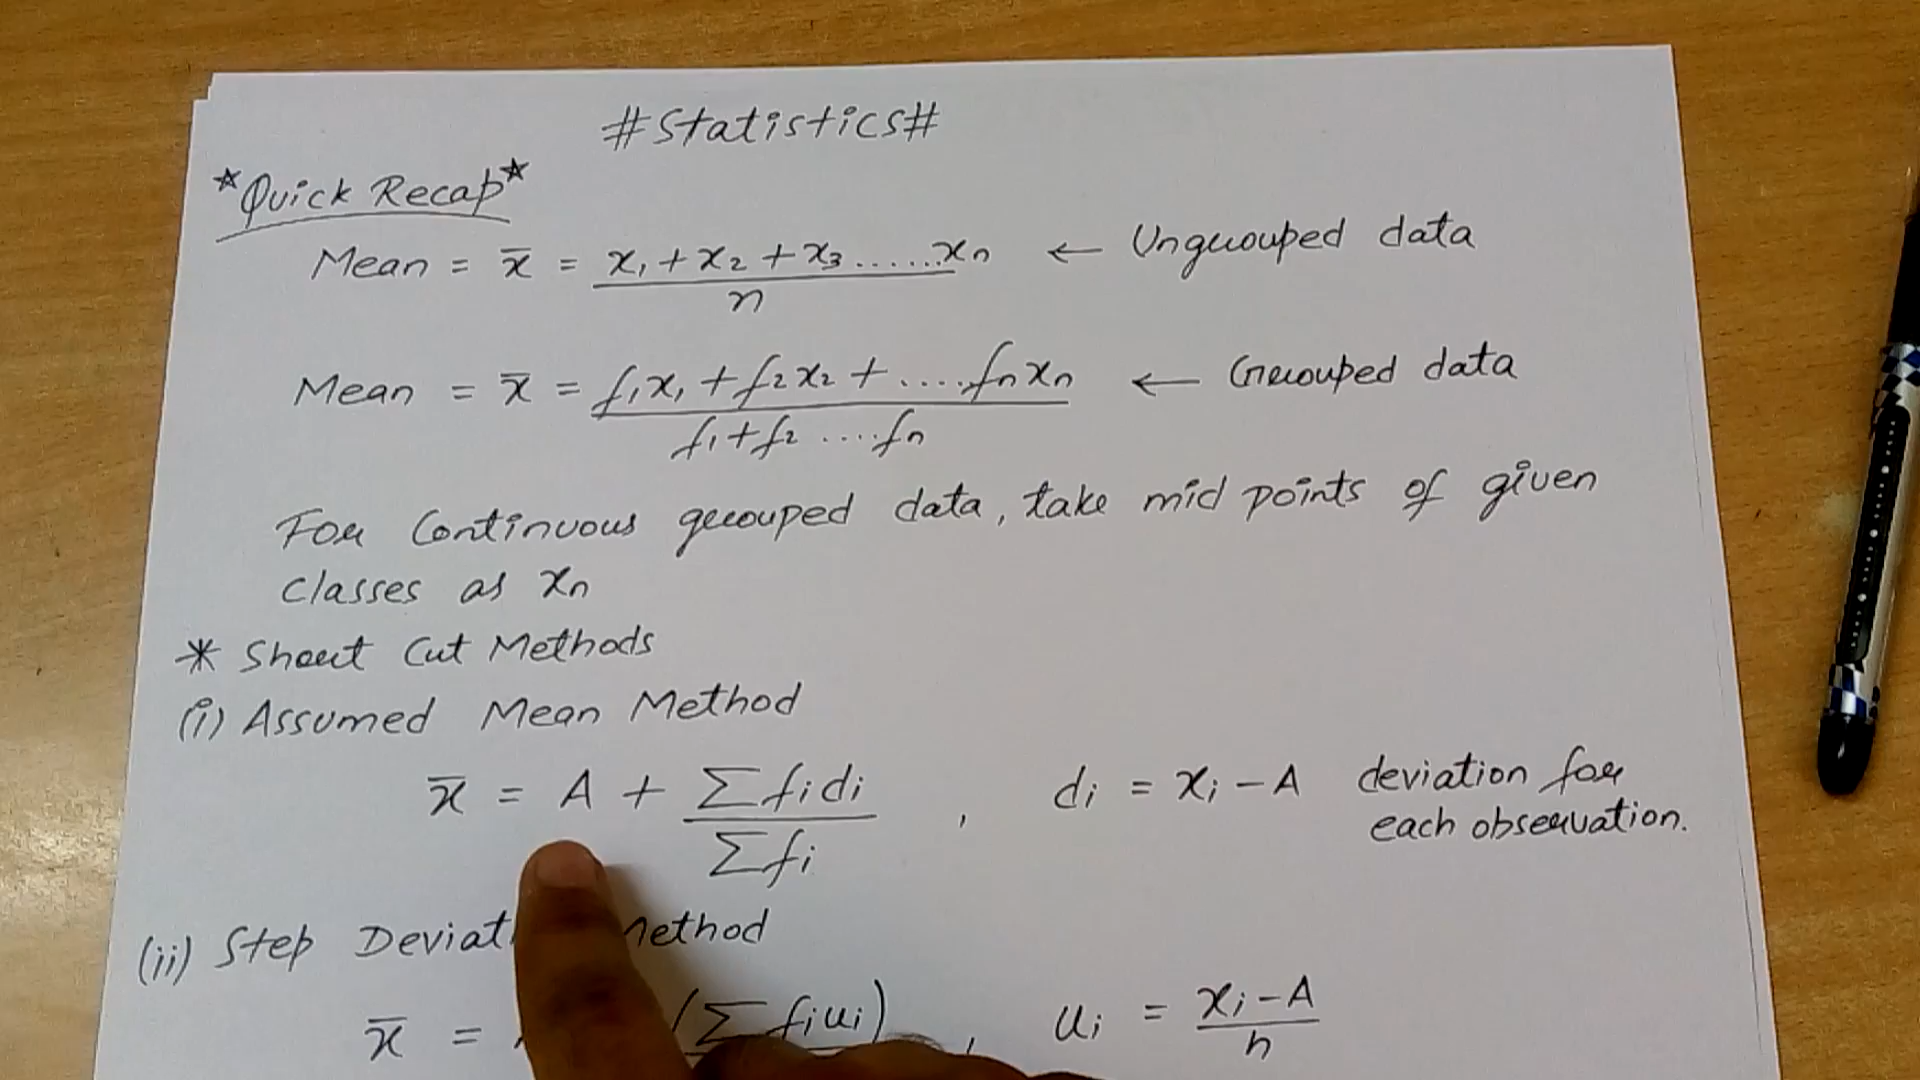 #Statistics#
*Quick Recap*
Mean = x̄ = x₁+x₂+x₃......xₙ ← Ungrouped data
n
Mean = x̄ = f₁x₁+f₂x₂+....fₙxₙ ← Grouped data
f₁+f₂....fₙ
For Continuous grouped data, take mid points of given
classes as xₙ
* Short Cut Methods
(i) Assumed Mean Method
x̄ = A + Σfᵢdᵢ , dᵢ = xᵢ-A deviation for
Σfᵢ each observation.
(ii) Step
x̄ = (Σfᵢuᵢ) , uᵢ = xᵢ-A
h